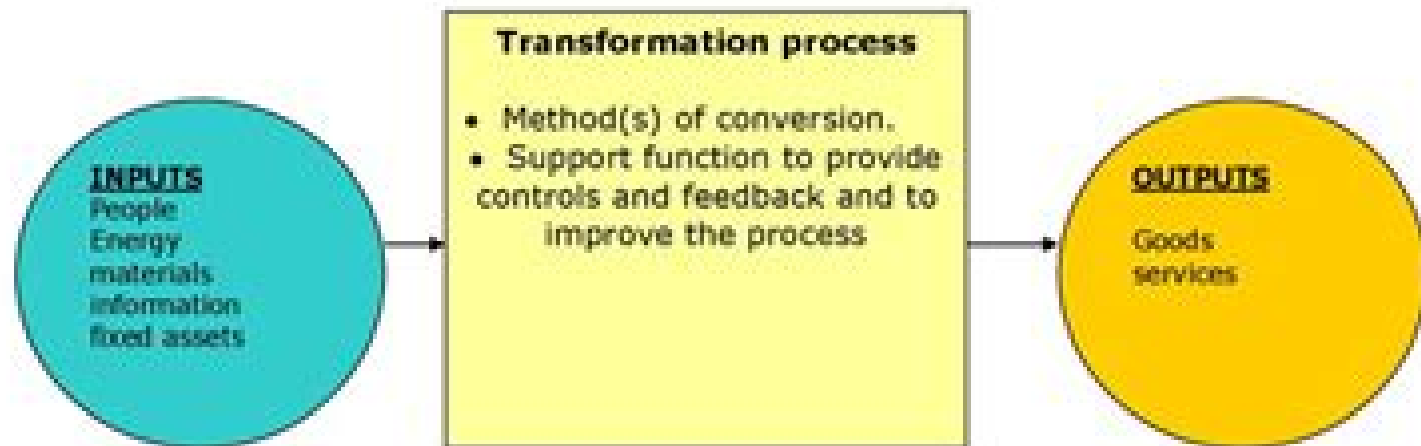 INPUTS
People
Energy
materials
information
fixed assets
Transformation process
• Method(s) of conversion.
• Support function to provide
controls and feedback and to
improve the process
OUTPUTS
Goods
services